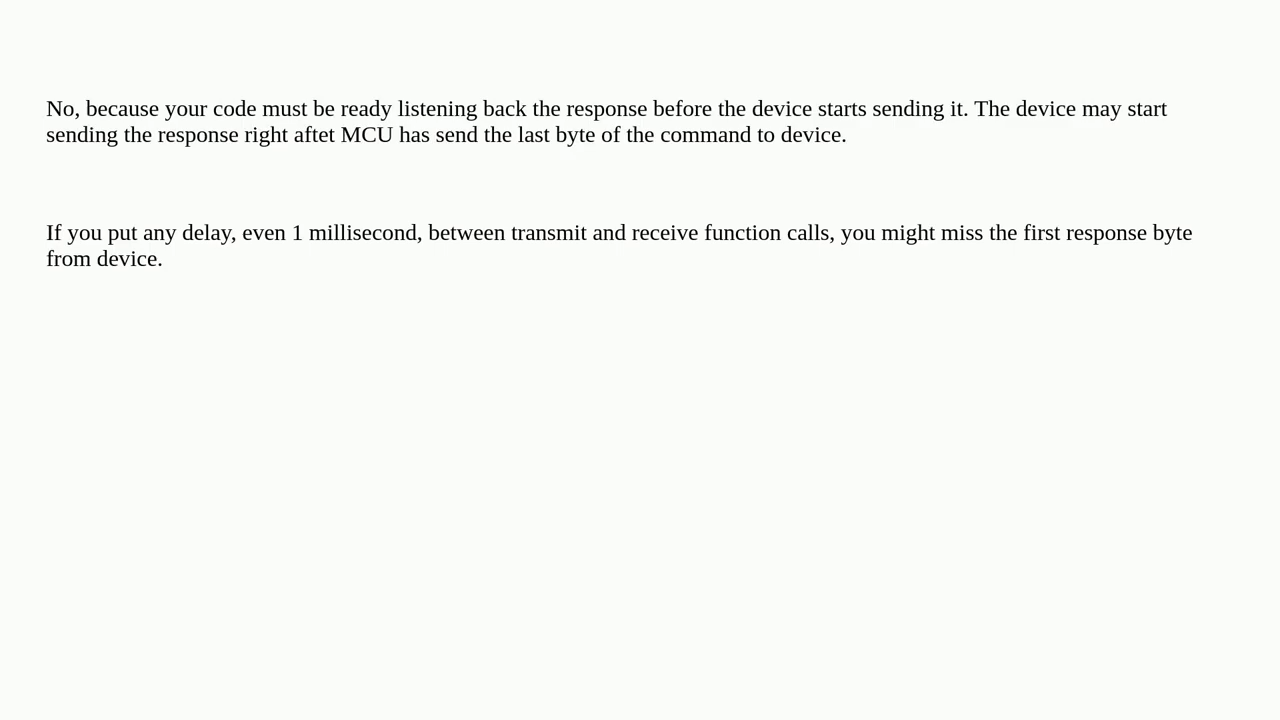 No, because your code must be ready listening back the response before the device starts sending it. The device may start
sending the response right aftet MCU has send the last byte of the command to device.
If you put any delay, even 1 millisecond, between transmit and receive function calls, you might miss the first response byte
from device.